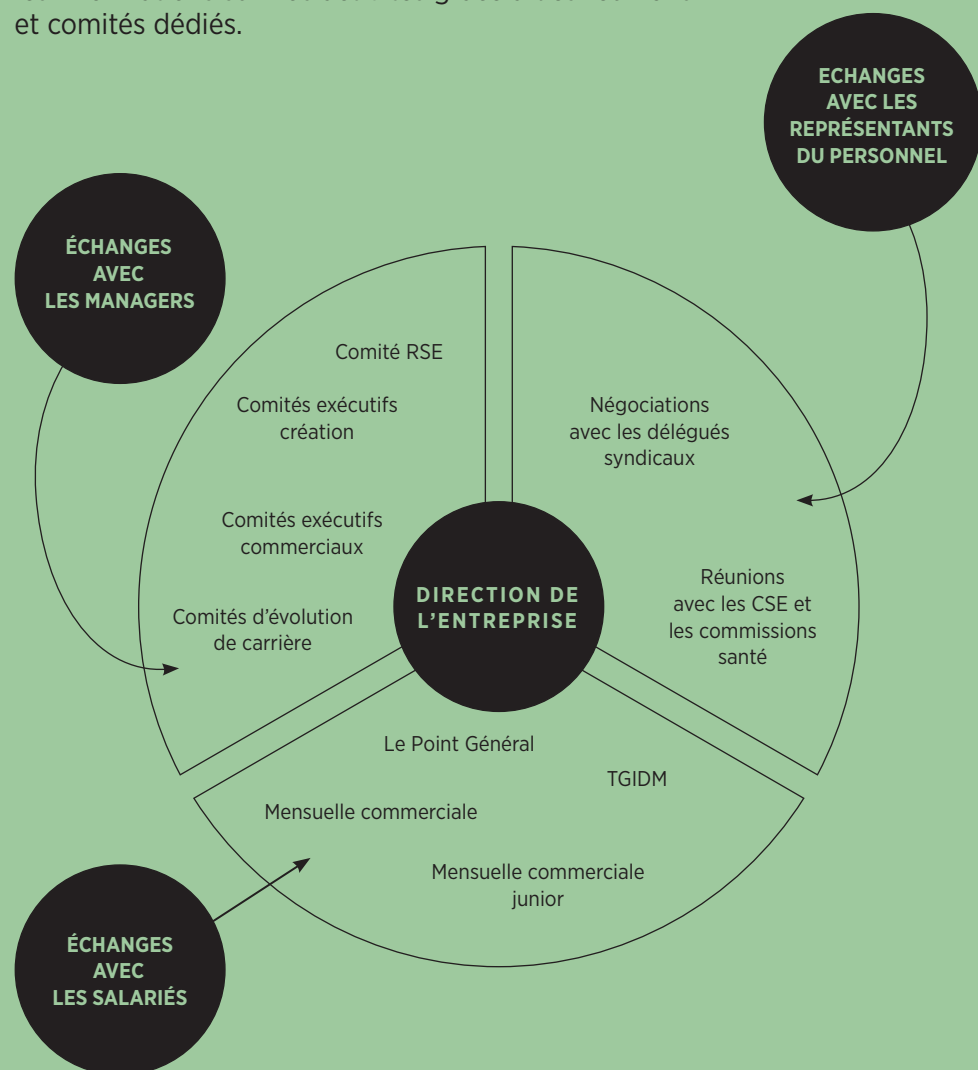 et comités dédiés.
ECHANGES
AVEC LES
REPRÉSENTANTS
DU PERSONNEL
ÉCHANGES
AVEC
LES MANAGERS
Comité RSE
Comités exécutifs
création
Comités exécutifs
commerciaux
Comités d’évolution
de carrière
Négociations
avec les délégués
syndicaux
Réunions
avec les CSE et
les commissions
santé
DIRECTION DE
L’ENTREPRISE
Le Point Général
TGIDM
Mensuelle commerciale
Mensuelle commerciale
junior
ÉCHANGES
AVEC
LES SALARIÉS